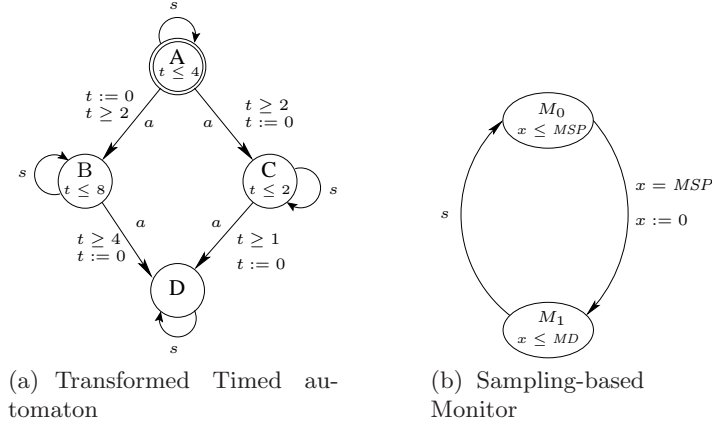 s
A
t ≤ 4
t := 0
t ≥ 2
a
a
t ≥ 2
t := 0
s
B
t ≤ 8
C
t ≤ 2
s
a
a
t ≥ 4
t := 0
t ≥ 1
t := 0
D
s
M₀
x ≤ MSP
x = MSP
x := 0
s
M₁
x ≤ MD
(a) Transformed Timed au-
tomaton
(b) Sampling-based
Monitor